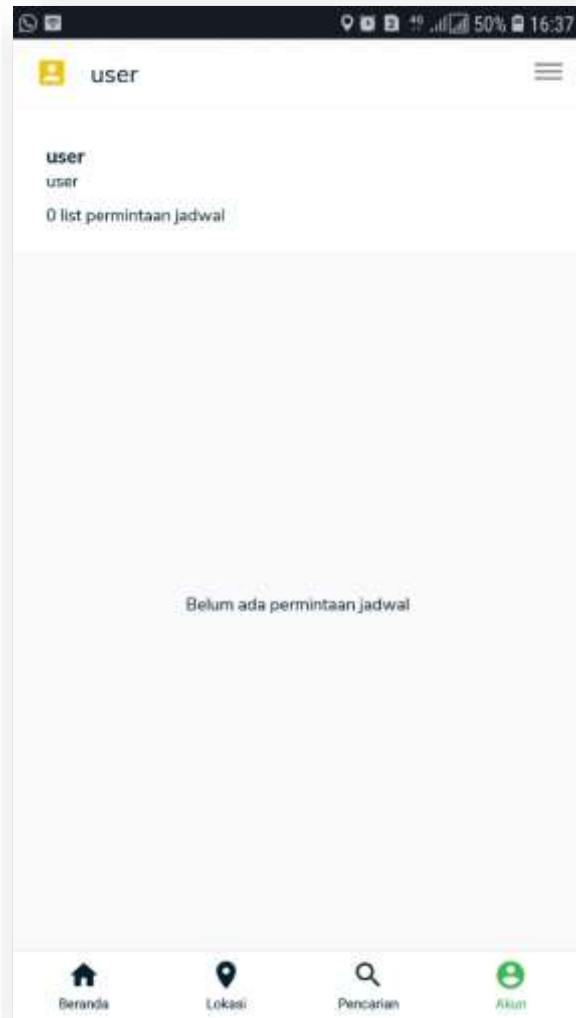 50% 16:37
user
user
user
0 list permintaan jadwal
Belum ada permintaan jadwal
Beranda Lokasi Pencarian Akun